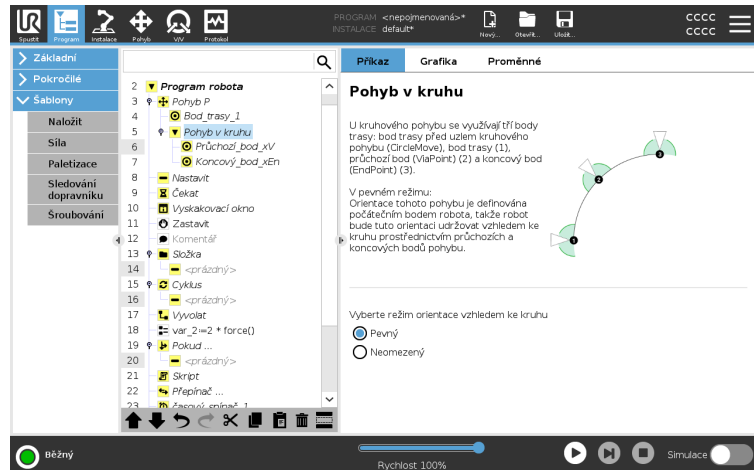 PROGRAM <nepojmenovaná>*
INSTALACE default*
Spustit
Program
Instalace
Pohyb
V/V
Protokol
Nový...
Otevřít...
Uložit...
cccc
cccc
Základní
Pokročilé
Šablony
Naložit
Síla
Paletizace
Sledování
dopravníku
Šroubování
2 Program robota
3 Pohyb P
4 Bod_trasy_1
5 Pohyb v kruhu
6 Průchozí_bod_xV
7 Koncový_bod_xEn
8 Nastavit
9 Čekat
10 Vyskakovací okno
11 Zastavit
12 Komentář
13 Složka
14 <prázdný>
15 Cyklus
16 <prázdný>
17 Vyvolat
18 var_2:=2 * force()
19 Pokud ...
20 <prázdný>
21 Skript
22 Přepínač ...
23 časový_spínač_1
Příkaz
Grafika
Proměnné
Pohyb v kruhu
U kruhového pohybu se využívají tří body
trasy: bod trasy před uzlem kruhového
pohybu (CircleMove), bod trasy (1),
průchozí bod (ViaPoint) (2) a koncový bod
(EndPoint) (3).
V pevném režimu:
Orientace tohoto pohybu je definována
počátečním bodem robota, takže robot
bude tuto orientaci udržovat vzhledem ke
kruhu prostřednictvím průchozích a
koncových bodů pohybu.
3
2
1
Vyberte režim orientace vzhledem ke kruhu
Pevný
Neomezený
Běžný
Rychlost 100%
Simulace